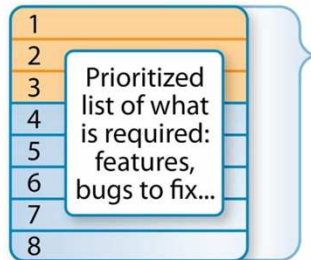 1
2
3
4
5
6
7
8
Prioritized
list of what
is required:
features,
bugs to fix...